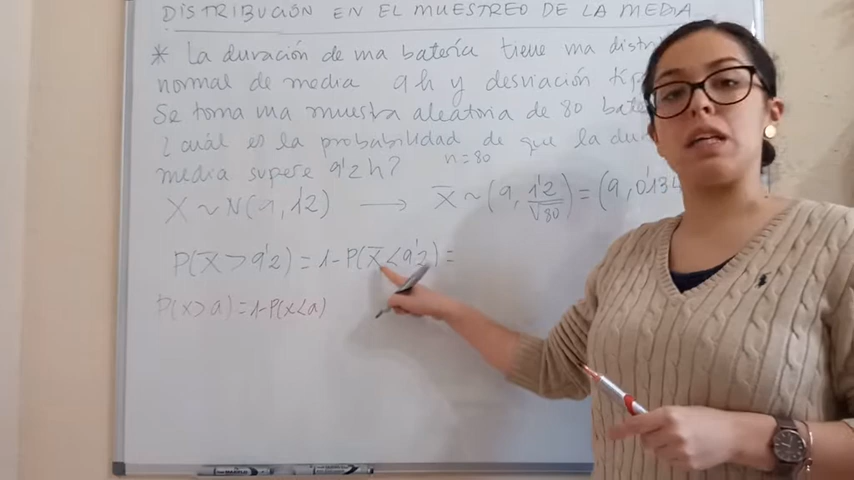 DISTRIBUCIÓN EN EL MUESTREO DE LA MEDIA
* La duración de una batería tiene una distri
normal de media 9h y desviación típ
Se toma una muestra aleatoria de 80 bate
¿cuál es la probabilidad de que la du
media supere 9'2h? n=80
X ~ N(9, 1'2) → X̄ ~ (9, 1'2/√80) = (9, 0'134
P(X̄ > 9'2) = 1 - P(X̄ < 9'2) =
P(X > a) = 1 - P(X < a)